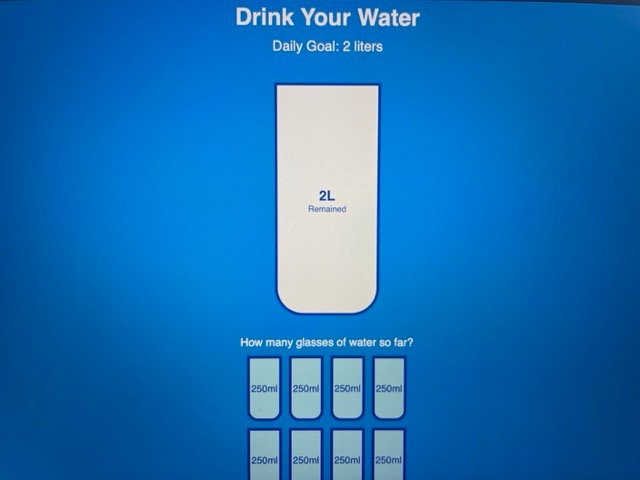 Drink Your Water
Daily Goal: 2 liters
2L
Remained
How many glasses of water so far?
250ml 250ml 250ml 250ml
250ml 250ml 250ml 250ml